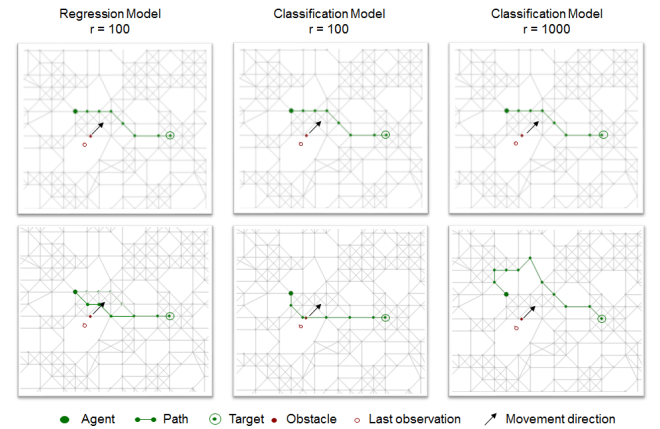 Regression Model
r = 100
Classification Model
r = 100
Classification Model
r = 1000
Agent
Path
Target
Obstacle
Last observation
Movement direction